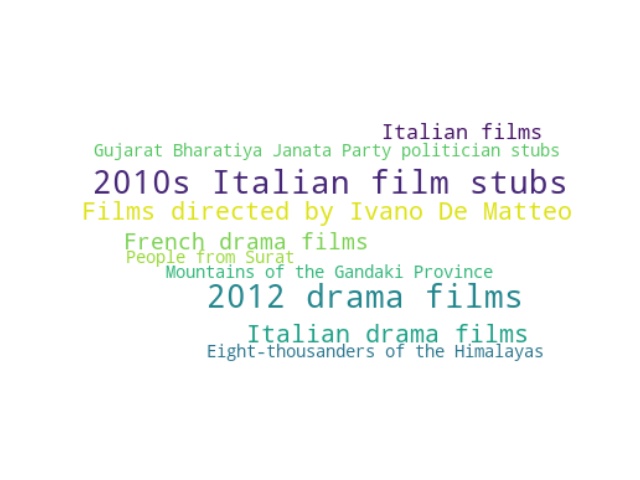 Italian films
Gujarat Bharatiya Janata Party politician stubs
2010s Italian film stubs
Films directed by Ivano De Matteo
French drama films
People from Surat
Mountains of the Gandaki Province
2012 drama films
Italian drama films
Eight-thousanders of the Himalayas